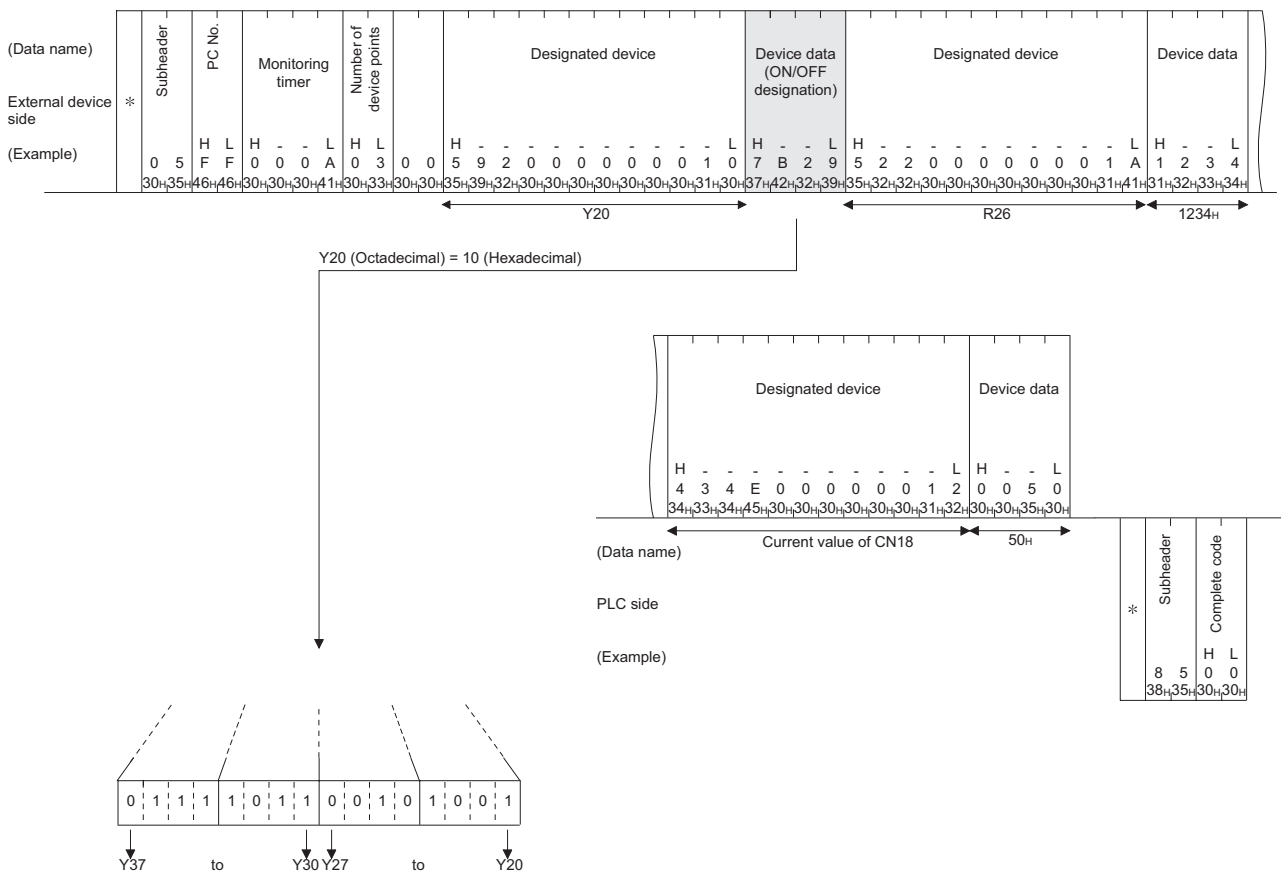 (Data name)
External device side
(Example)
*
Subheader
PC No.
Monitoring timer
Number of device points
Designated device
Device data (ON/OFF designation)
Designated device
Device data
H L H - - L H L H - - - - - - - - - - L H - - L H - - - - - - - - - - L H - - L
0 5 F F 0 0 0 A 0 3 0 0 5 9 2 0 0 0 0 0 0 0 1 0 7 B 2 9 5 2 2 0 0 0 0 0 0 0 1 A 1 2 3 4
30H 35H 46H 46H 30H 30H 30H 41H 30H 33H 30H 30H 35H 39H 32H 30H 30H 30H 30H 30H 30H 30H 31H 30H 37H 42H 32H 39H 35H 32H 32H 30H 30H 30H 30H 30H 30H 30H 31H 41H 31H 32H 33H 34H
Y20
R26
1234H
Y20 (Octadecimal) = 10 (Hexadecimal)
Designated device
Device data
H - - - - - - - - - - L H - - L
4 3 4 E 0 0 0 0 0 0 1 2 0 0 5 0
34H 33H 34H 45H 30H 30H 30H 30H 30H 30H 31H 32H 30H 30H 35H 30H
Current value of CN18
50H
(Data name)
PLC side
(Example)
*
Subheader
Complete code
H L
8 5 0 0
38H 35H 30H 30H
0 1 1 1 1 0 1 1 0 0 1 0 1 0 0 1
Y37 to Y30 Y27 to Y20